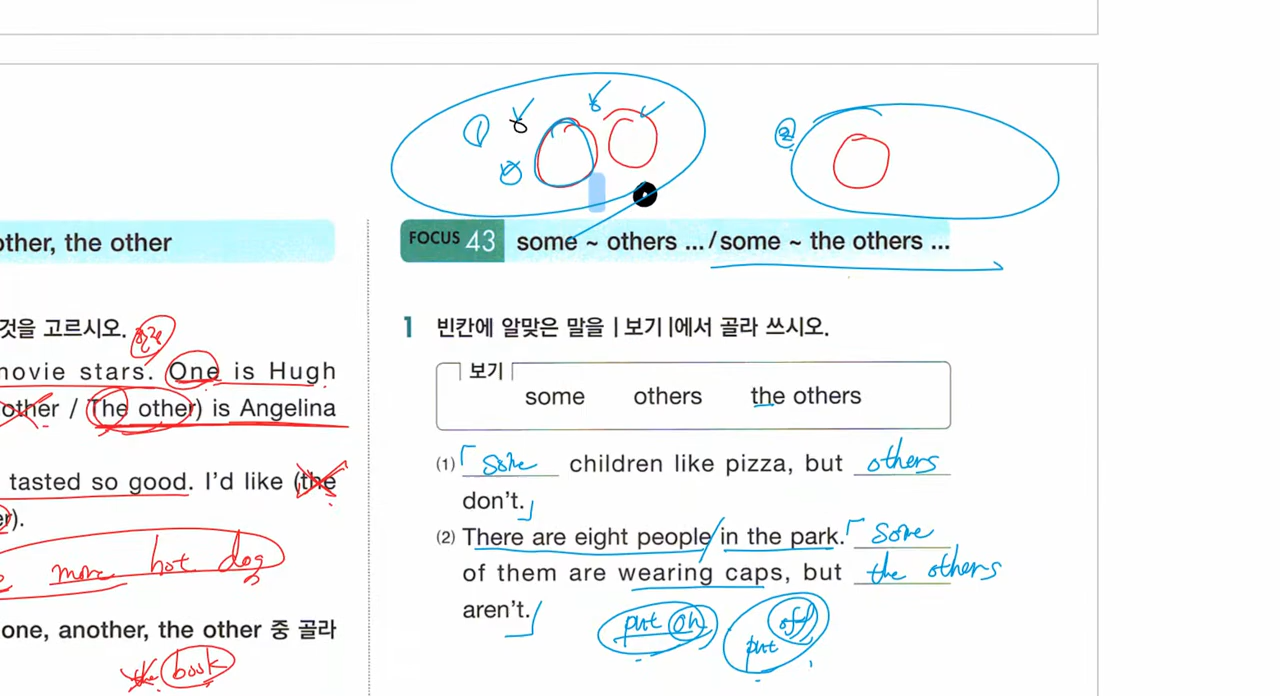 other, the other
것을 고르시오.
movie stars. One is Hugh
other / The other) is Angelina
tasted so good. I'd like (the
er).
more hot dog
one, another, the other 중 골라
the book
① ②
FOCUS 43 some ~ others ... / some ~ the others ...
1 빈칸에 알맞은 말을 |보기|에서 골라 쓰시오.
보기
some others the others
(1) some children like pizza, but others
don't.
(2) There are eight people / in the park. some
of them are wearing caps, but the others
aren't.
put on put off